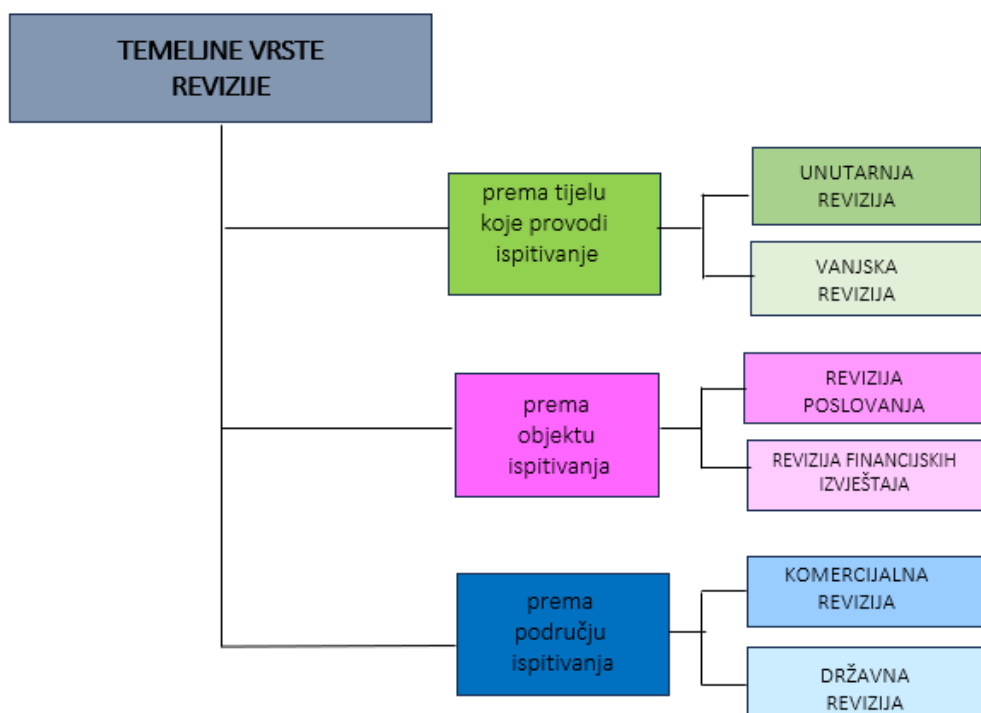 TEMELJNE VRSTE
REVIZIJE
prema tijelu
koje provodi
ispitivanje
UNUTARNJA
REVIZIJA
VANJSKA
REVIZIJA
prema
objektu
ispitivanja
REVIZIJA
POSLOVANJA
REVIZIJA FINANCIJSKIH
IZVJEŠTAJA
prema
području
ispitivanja
KOMERCIJALNA
REVIZIJA
DRŽAVNA
REVIZIJA